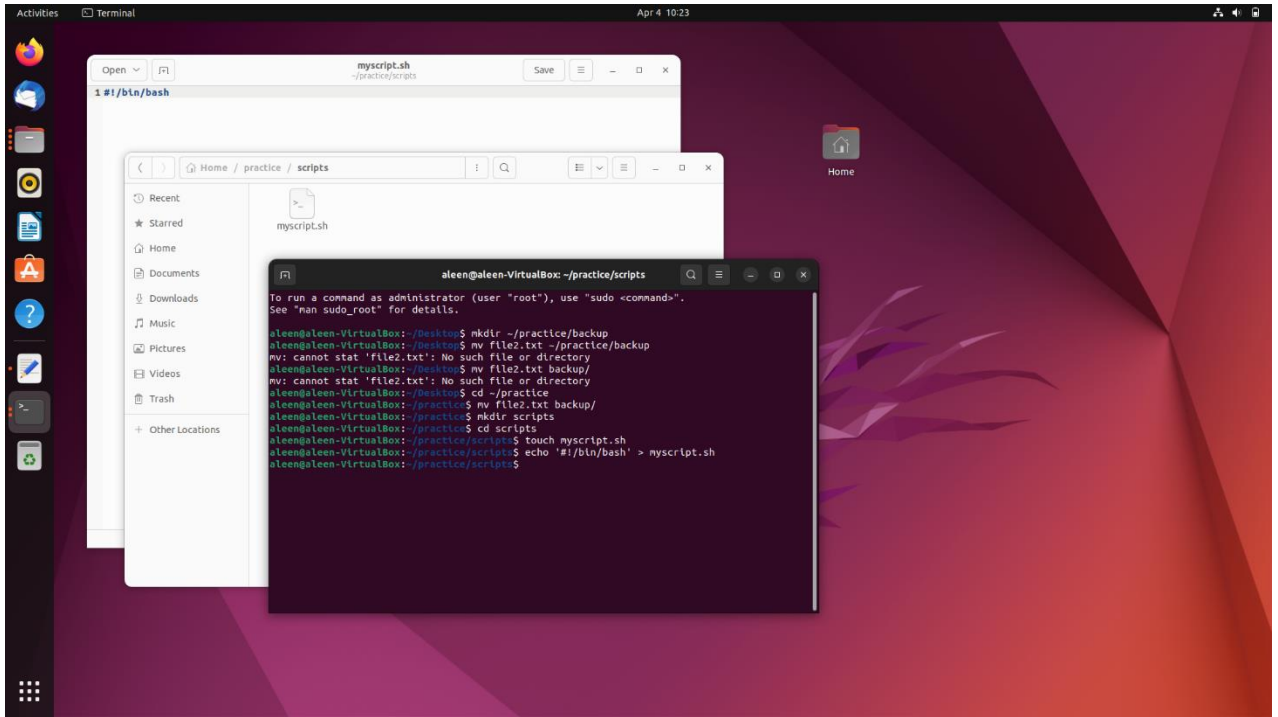 Activities
Terminal
Apr 4 10:23
Open
myscript.sh
~/practice/scripts
Save
1 #!/bin/bash
Home / practice / scripts
Recent
Starred
Home
Documents
Downloads
Music
Pictures
Videos
Trash
+ Other Locations
>_
myscript.sh
Home
aleen@aleen-VirtualBox: ~/practice/scripts
To run a command as administrator (user "root"), use "sudo <command>".
See "man sudo_root" for details.
aleen@aleen-VirtualBox:~/Desktop$ mkdir ~/practice/backup
aleen@aleen-VirtualBox:~/Desktop$ mv file2.txt ~/practice/backup
mv: cannot stat 'file2.txt': No such file or directory
aleen@aleen-VirtualBox:~/Desktop$ mv file2.txt backup/
mv: cannot stat 'file2.txt': No such file or directory
aleen@aleen-VirtualBox:~/Desktop$ cd ~/practice
aleen@aleen-VirtualBox:~/practice$ mv file2.txt backup/
aleen@aleen-VirtualBox:~/practice$ mkdir scripts
aleen@aleen-VirtualBox:~/practice$ cd scripts
aleen@aleen-VirtualBox:~/practice/scripts$ touch myscript.sh
aleen@aleen-VirtualBox:~/practice/scripts$ echo '#!/bin/bash' > myscript.sh
aleen@aleen-VirtualBox:~/practice/scripts$